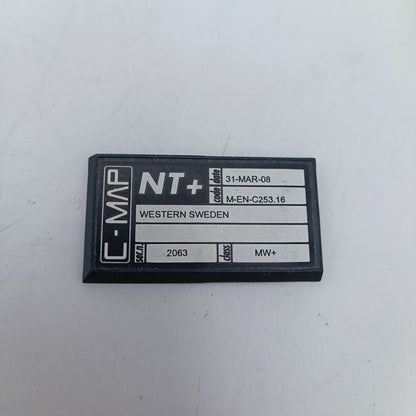 C-MAP
NT+
date 31-MAR-08
code M-EN-C253.16
WESTERN SWEDEN
ser.n. 2063
class MW+